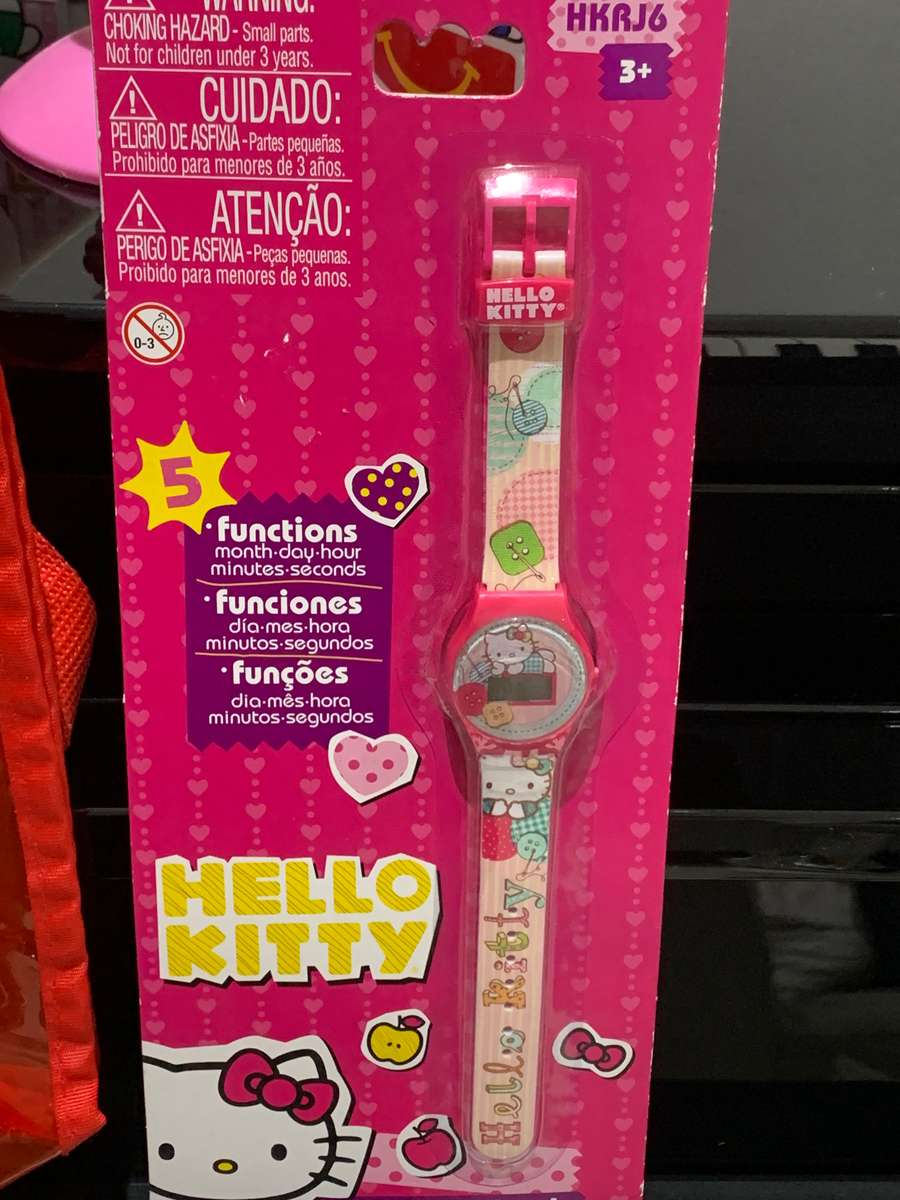 WARNING:
CHOKING HAZARD - Small parts.
Not for children under 3 years.
CUIDADO:
PELIGRO DE ASFIXIA - Partes pequeñas.
Prohibido para menores de 3 años.
ATENÇÃO:
PERIGO DE ASFIXIA - Peças pequenas.
Proibido para menores de 3 anos.
0-3
HKRJ6
3+
HELLO
KITTY®
5
• functions
month•day•hour
minutes•seconds
• funciones
día•mes•hora
minutos•segundos
• funções
dia•mês•hora
minutos•segundos
HELLO
KITTY®
Hello Kitty